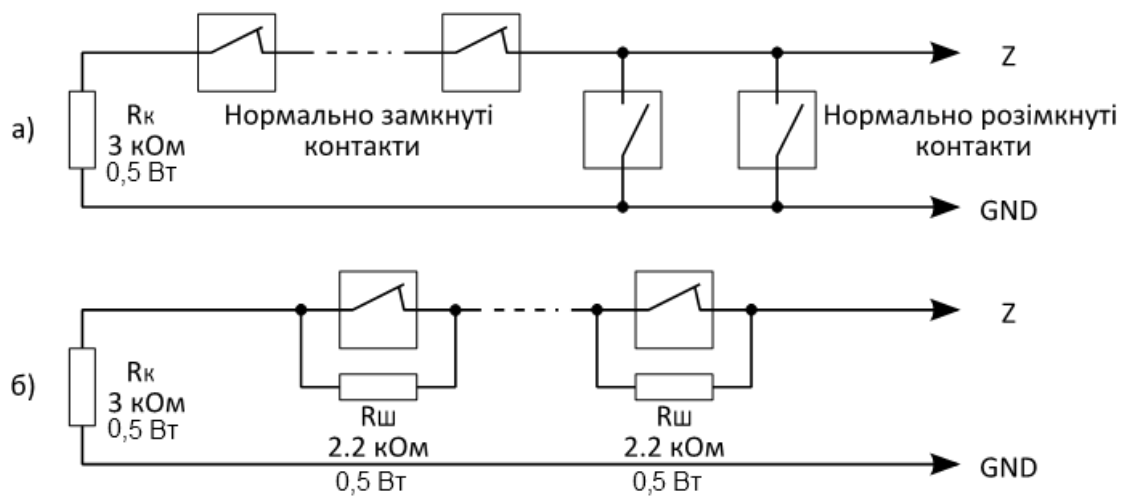 Z
а)
Rк
3 кОм
0,5 Вт
Нормально замкнуті
контакти
Нормально розімкнуті
контакти
GND
Z
б)
Rк
3 кОм
0,5 Вт
Rш
2.2 кОм
0,5 Вт
Rш
2.2 кОм
0,5 Вт
GND